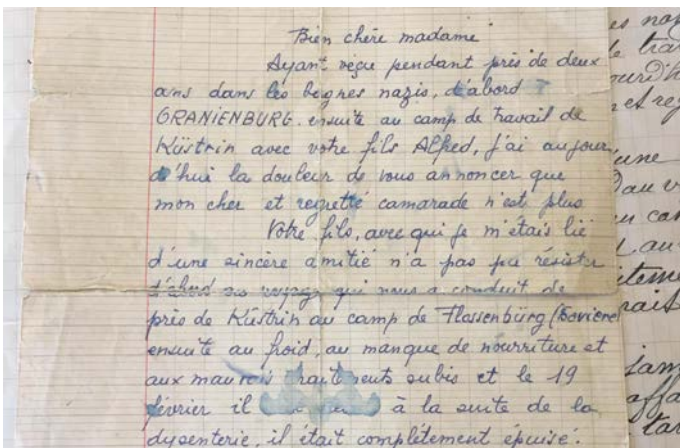 Bien chère madame
Ayant véçu pendant près de deux
ans dans les bagnes nazis, d'abord
GRANIENBURG. ensuite au camp de travail de
Küstrin avec votre fils Alfred, j'ai aujour
d'hui la douleur de vous annoncer que
mon cher et regretté camarade n'est plus
Votre fils, avec qui je m'étais lié
d'une sincère amitié n'a pas pu résister
d'abord au voyage qui nous a conduit de
près de Küstrin au camp de Flossenbürg (Bavière)
ensuite au froid, au manque de nourriture et
aux mauvais traitements subis et le 19
février il à la suite de la
dysenterie, il était complètement épuisé.